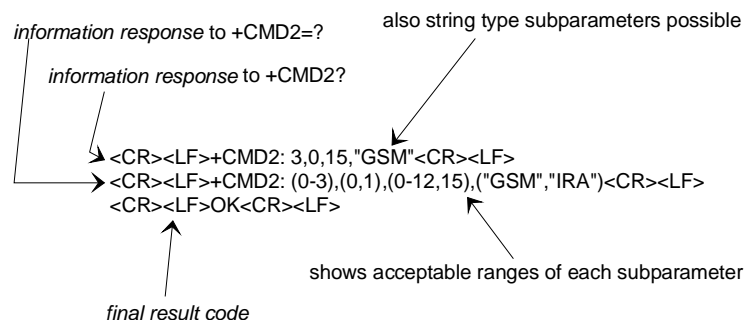 also string type subparameters possible
information response to +CMD2=?
information response to +CMD2?
<CR><LF>+CMD2: 3,0,15,"GSM"<CR><LF>
<CR><LF>+CMD2: (0-3),(0,1),(0-12,15),("GSM","IRA")<CR><LF>
<CR><LF>OK<CR><LF>
shows acceptable ranges of each subparameter
final result code